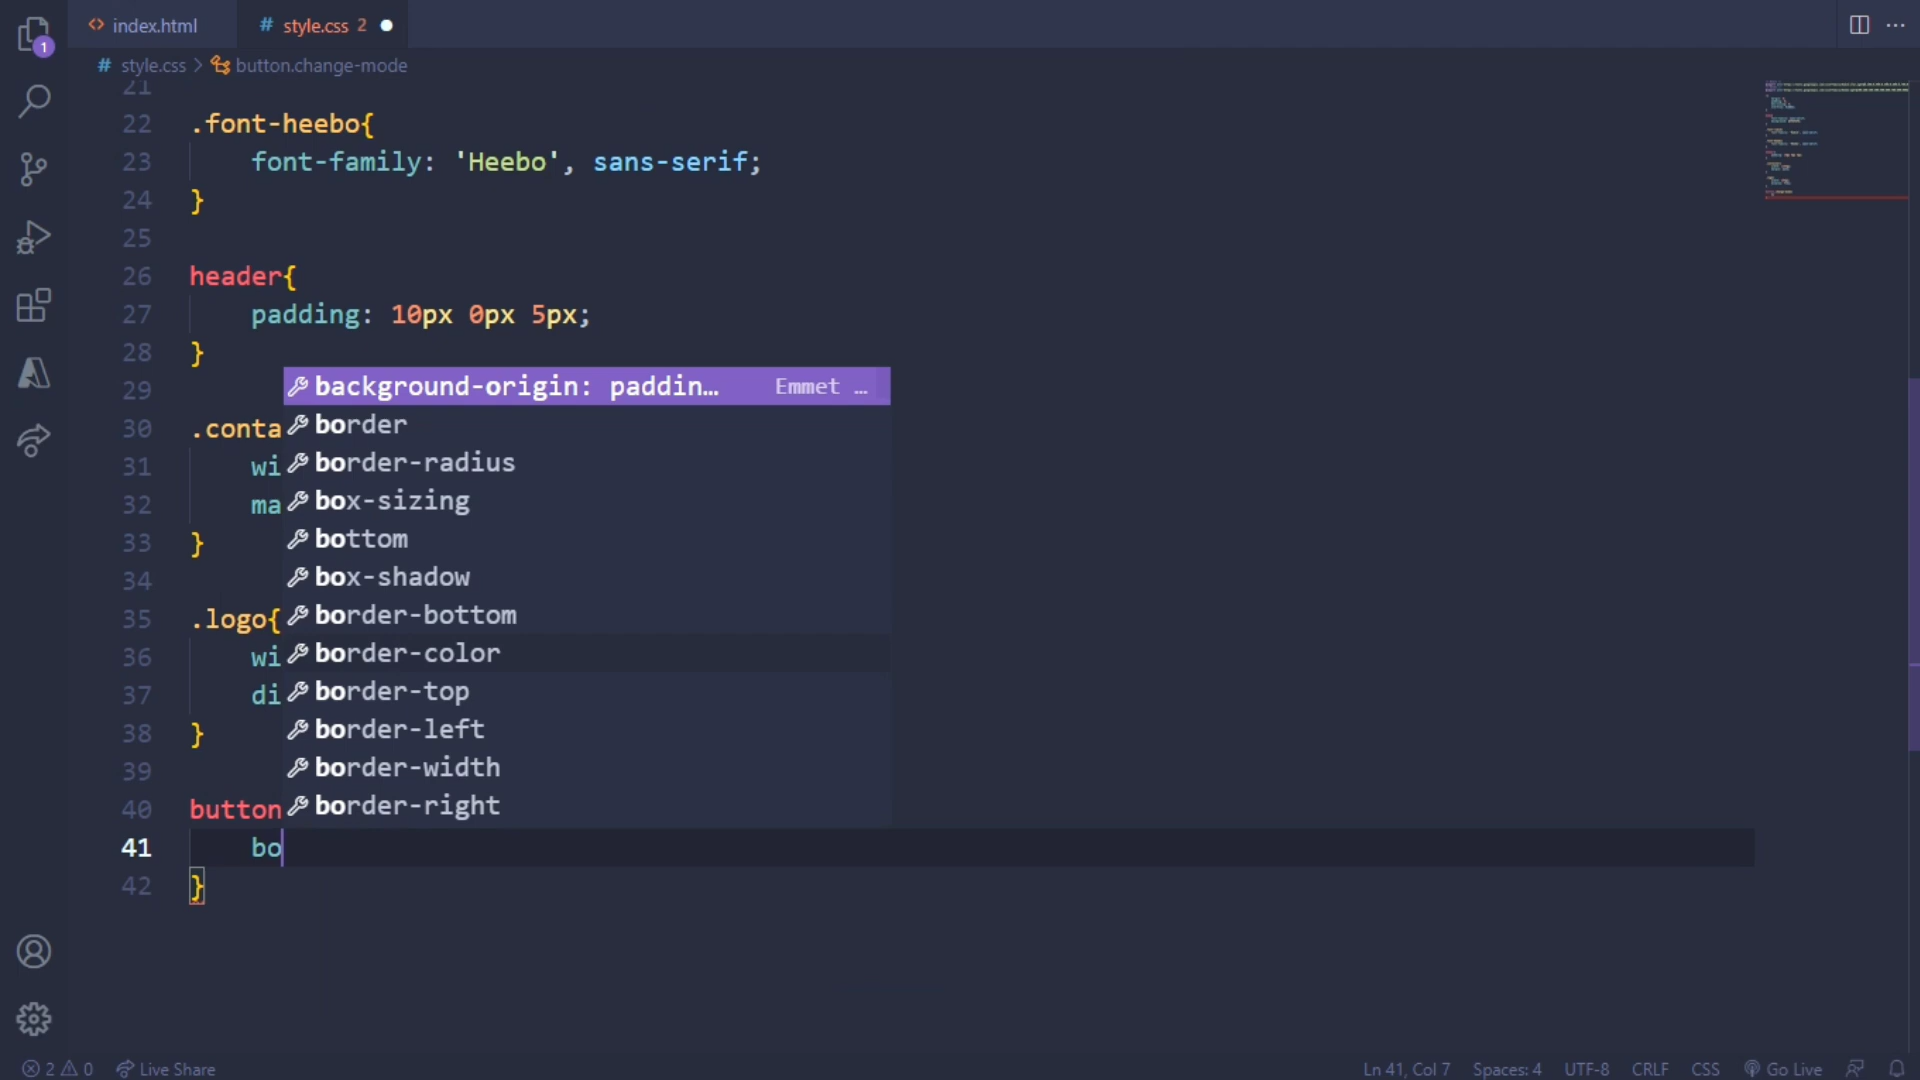 index.html
style.css 2
1
# style.css > button.change-mode
21
22 .font-heebo{
23 font-family: 'Heebo', sans-serif;
24 }
25
26 header{
27 padding: 10px 0px 5px;
28 }
29
background-origin: paddin… Emmet …
30 .conta
border
31 wi
border-radius
32 ma
box-sizing
33 }
bottom
34
box-shadow
35 .logo{
border-bottom
36 wi
border-color
37 di
border-top
38 }
border-left
39
border-width
40 button
border-right
41 bo
42 }
2 0 Live Share
Ln 41, Col 7 Spaces: 4 UTF-8 CRLF CSS Go Live